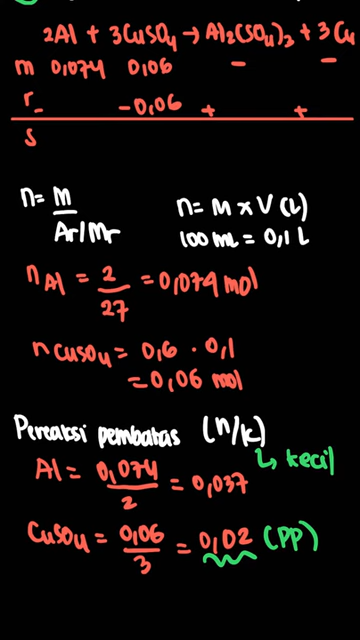 2Al + 3CuSO4 → Al2(SO4)3 + 3Cu
m 0,074 0,06 - -
r - -0,06 + +
s
n = m
Ar/Mr
n = M x V (L)
100 mL = 0,1 L
n Al = 2/27 = 0,074 mol
n CuSO4 = 0,6 . 0,1
= 0,06 mol
Pereaksi pembatas (n/k)
↳ kecil
Al = 0,074/2 = 0,037
CuSO4 = 0,06/3 = 0,02 (PP)